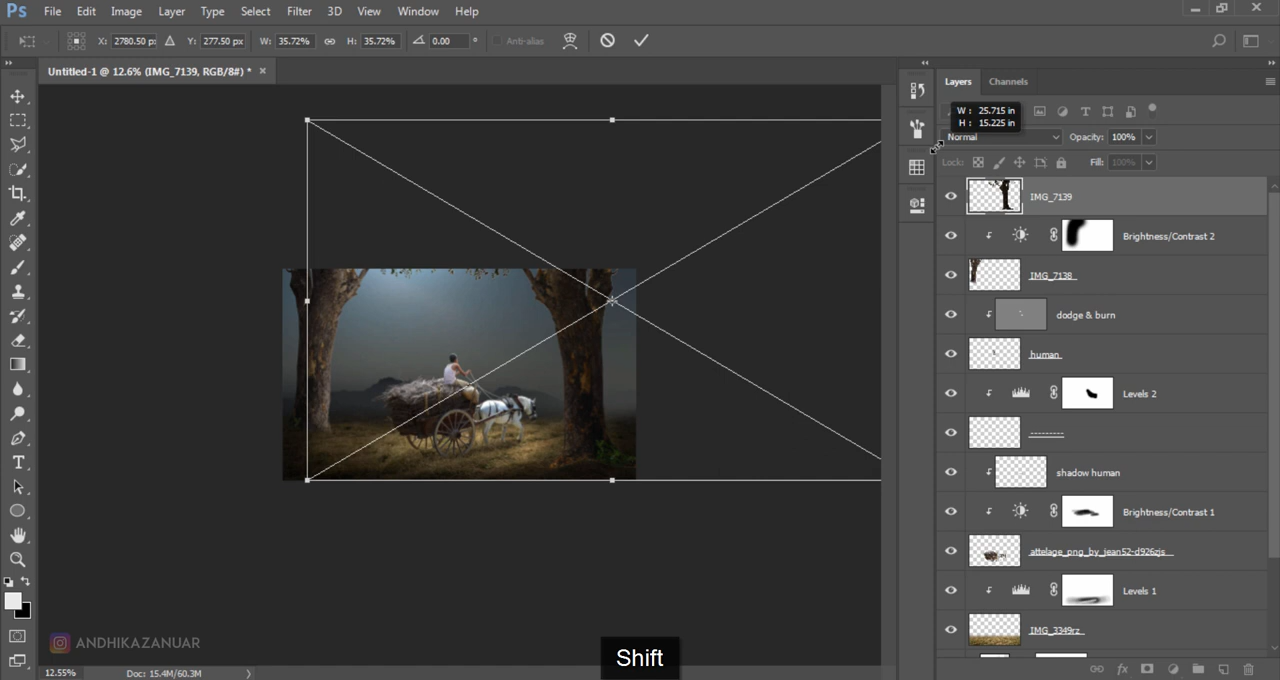 Ps File Edit Image Layer Type Select Filter 3D View Window Help
X: 2780.50 px Y: 277.50 px W: 35.72% H: 35.72% 0.00 ° Anti-alias
Untitled-1 @ 12.6% (IMG_7139, RGB/8#) * ×
Layers Channels
W : 25.715 in
H : 15.225 in
Normal Opacity: 100%
Lock: Fill: 100%
IMG_7139
Brightness/Contrast 2
IMG_7138
dodge & burn
human
Levels 2
---------
shadow human
Brightness/Contrast 1
attelage_png_by_jean52-d926zjs
Levels 1
IMG_3349rz
ANDHIKAZANUAR
Shift
12.55% Doc: 15.4M/60.3M